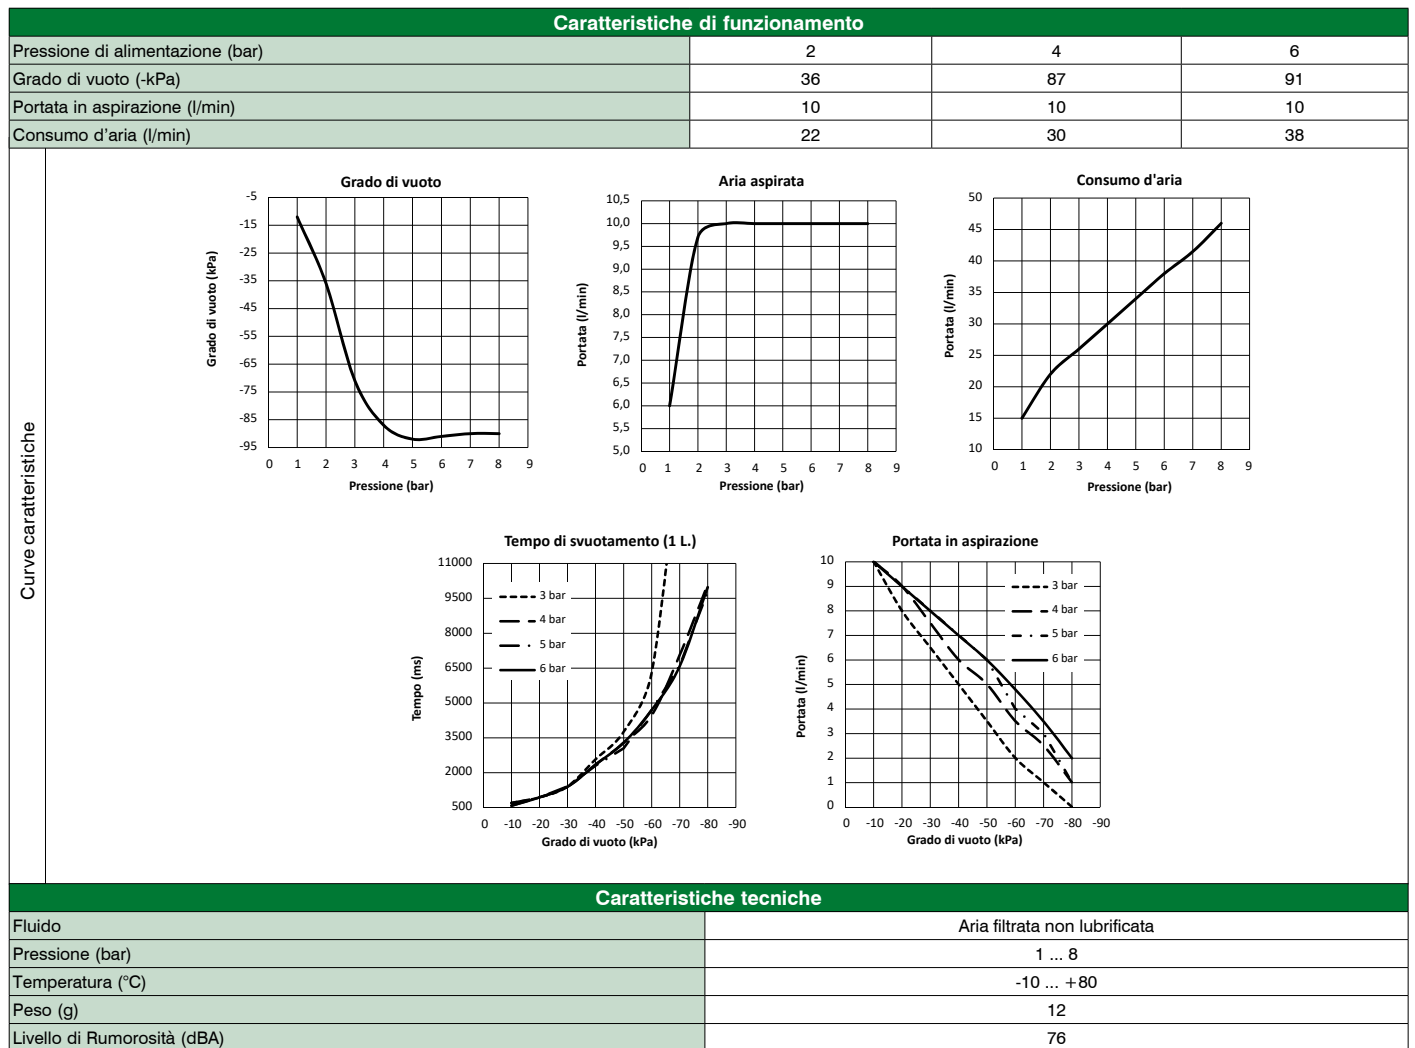 Caratteristiche di funzionamento
Pressione di alimentazione (bar) 2 4 6
Grado di vuoto (-kPa) 36 87 91
Portata in aspirazione (l/min) 10 10 10
Consumo d'aria (l/min) 22 30 38
Curve caratteristiche
Grado di vuoto
Grado di vuoto (kPa)
-5
-15
-25
-35
-45
-55
-65
-75
-85
-95
0 1 2 3 4 5 6 7 8 9
Pressione (bar)
Aria aspirata
Portata (l/min)
10,5
10,0
9,5
9,0
8,5
8,0
7,5
7,0
6,5
6,0
5,5
5,0
0 1 2 3 4 5 6 7 8 9
Pressione (bar)
Consumo d'aria
Portata (l/min)
50
45
40
35
30
25
20
15
10
0 1 2 3 4 5 6 7 8 9
Pressione (bar)
Tempo di svuotamento (1 L.)
Tempo (ms)
11000
9500
8000
6500
5000
3500
2000
500
3 bar
4 bar
5 bar
6 bar
0 -10 -20 -30 -40 -50 -60 -70 -80 -90
Grado di vuoto (kPa)
Portata in aspirazione
Portata (l/min)
10
9
8
7
6
5
4
3
2
1
0
3 bar
4 bar
5 bar
6 bar
0 -10 -20 -30 -40 -50 -60 -70 -80 -90
Grado di vuoto (kPa)
Caratteristiche tecniche
Fluido Aria filtrata non lubrificata
Pressione (bar) 1 ... 8
Temperatura (°C) -10 ... +80
Peso (g) 12
Livello di Rumorosità (dBA) 76